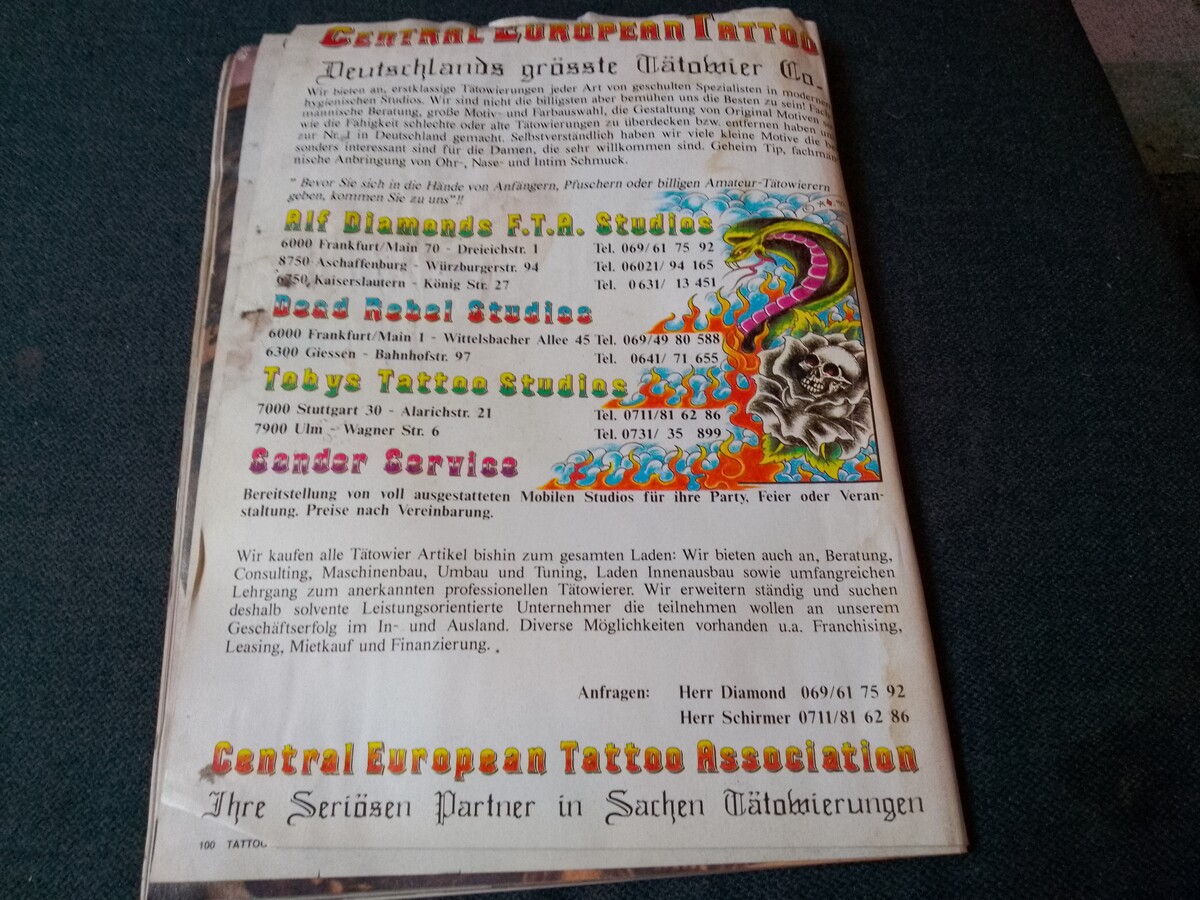 CENTRAL EUROPEAN TATTOO
Deutschlands grösste Tätowier Co.
Wir bieten an, erstklassige Tätowierungen jeder Art von geschulten Spezialisten in modernen
hygienischen Studios. Wir sind nicht die billigsten aber bemühen uns die Besten zu sein! Fach
männische Beratung, große Motiv- und Farbauswahl, die Gestaltung von Original Motiven
wie die Fähigkeit schlechte oder alte Tätowierungen zu überdecken bzw. entfernen haben
zur Nr. 1 in Deutschland gemacht. Selbstverständlich haben wir viele kleine Motive die
sonders interessant sind für die Damen, die sehr willkommen sind. Geheim Tip, fachmän
nische Anbringung von Ohr-, Nase- und Intim Schmuck.
" Bevor Sie sich in die Hände von Anfängern, Pfuschern oder billigen Amateur-Tätowierern
geben, kommen Sie zu uns"!!
Alf Diamonds F.T.A. Studios
6000 Frankfurt/Main 70 - Dreieichstr. 1 Tel. 069/61 75 92
8750 Aschaffenburg - Würzburgerstr. 94 Tel. 06021/ 94 165
6750 Kaiserslautern - König Str. 27 Tel. 0631/ 13 451
Dead Rebel Studios
6000 Frankfurt/Main 1 - Wittelsbacher Allee 45 Tel. 069/49 80 588
6300 Giessen - Bahnhofstr. 97 Tel. 0641/ 71 655
Tobys Tattoo Studios
7000 Stuttgart 30 - Alarichstr. 21 Tel. 0711/81 62 86
7900 Ulm - Wagner Str. 6 Tel. 0731/ 35 899
Sonder Service
Bereitstellung von voll ausgestatteten Mobilen Studios für ihre Party, Feier oder Veran-
staltung. Preise nach Vereinbarung.
Wir kaufen alle Tätowier Artikel bishin zum gesamten Laden: Wir bieten auch an, Beratung,
Consulting, Maschinenbau, Umbau und Tuning, Laden Innenausbau sowie umfangreichen
Lehrgang zum anerkannten professionellen Tätowierer. Wir erweitern ständig und suchen
deshalb solvente Leistungsorientierte Unternehmer die teilnehmen wollen an unserem
Geschäftserfolg im In- und Ausland. Diverse Möglichkeiten vorhanden u.a. Franchising,
Leasing, Mietkauf und Finanzierung.
Anfragen: Herr Diamond 069/61 75 92
Herr Schirmer 0711/81 62 86
Central European Tattoo Association
Ihre Seriösen Partner in Sachen Tätowierungen
100 TATTOO